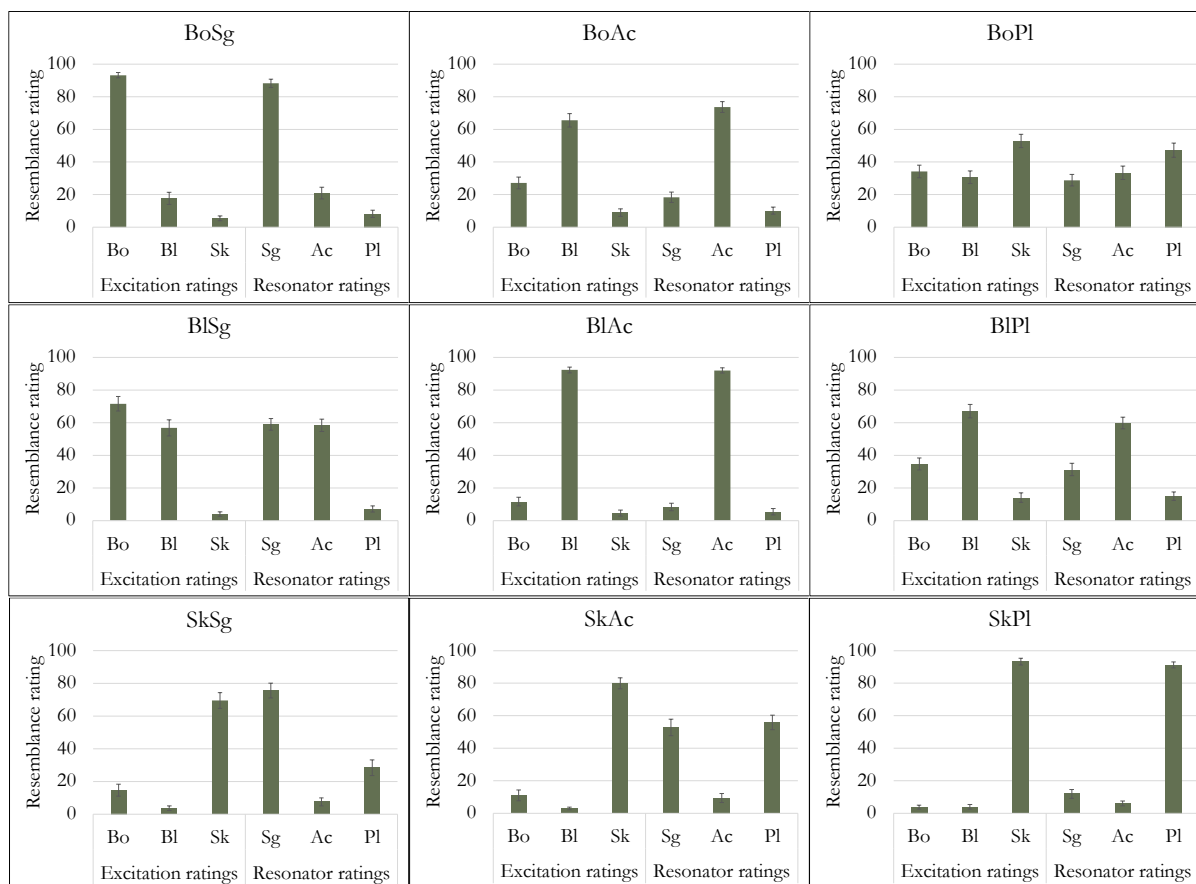 BoSg
Resemblance rating
100
80
60
40
20
0
Bo Bl Sk Sg Ac Pl
Excitation ratings Resonator ratings
BoAc
Resemblance rating
100
80
60
40
20
0
Bo Bl Sk Sg Ac Pl
Excitation ratings Resonator ratings
BoPl
Resemblance rating
100
80
60
40
20
0
Bo Bl Sk Sg Ac Pl
Excitation ratings Resonator ratings
BlSg
Resemblance rating
100
80
60
40
20
0
Bo Bl Sk Sg Ac Pl
Excitation ratings Resonator ratings
BlAc
Resemblance rating
100
80
60
40
20
0
Bo Bl Sk Sg Ac Pl
Excitation ratings Resonator ratings
BlPl
Resemblance rating
100
80
60
40
20
0
Bo Bl Sk Sg Ac Pl
Excitation ratings Resonator ratings
SkSg
Resemblance rating
100
80
60
40
20
0
Bo Bl Sk Sg Ac Pl
Excitation ratings Resonator ratings
SkAc
Resemblance rating
100
80
60
40
20
0
Bo Bl Sk Sg Ac Pl
Excitation ratings Resonator ratings
SkPl
Resemblance rating
100
80
60
40
20
0
Bo Bl Sk Sg Ac Pl
Excitation ratings Resonator ratings